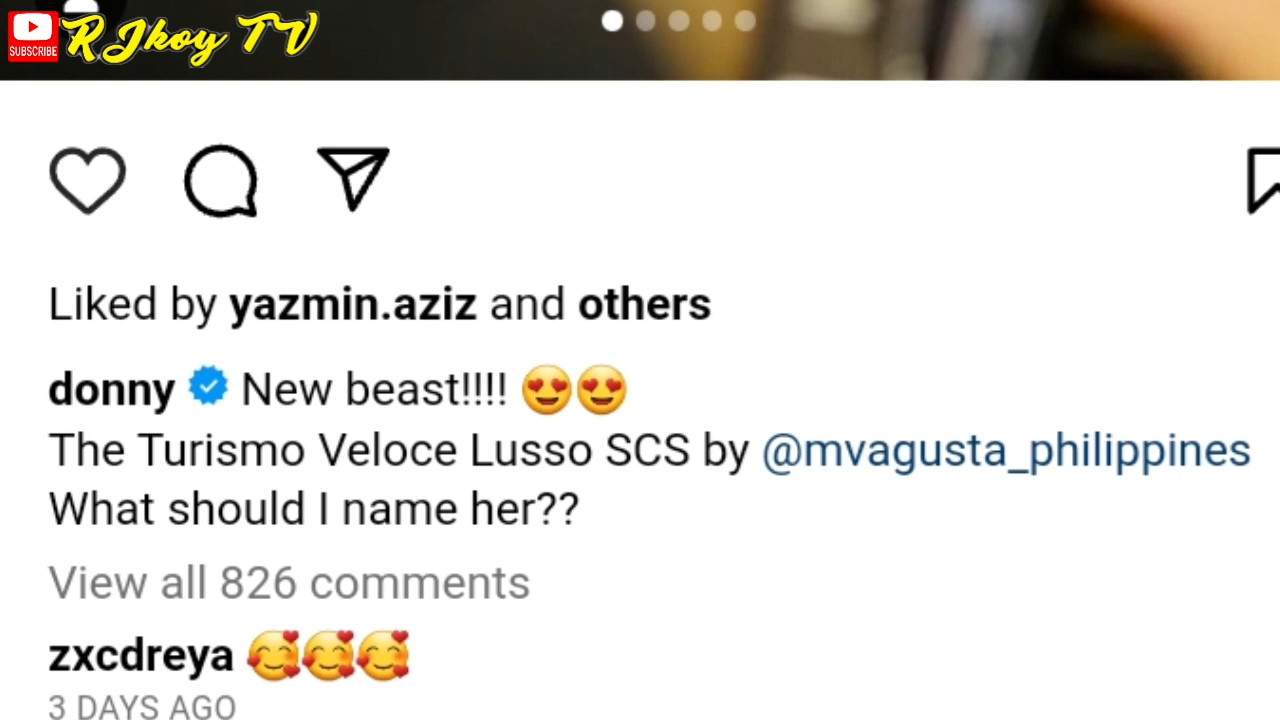 SUBSCRIBE RJkoy TV
Liked by yazmin.aziz and others
donny New beast!!!! 😍😍
The Turismo Veloce Lusso SCS by @mvagusta_philippines
What should I name her??
View all 826 comments
zxcdreya 🥰🥰🥰
3 DAYS AGO